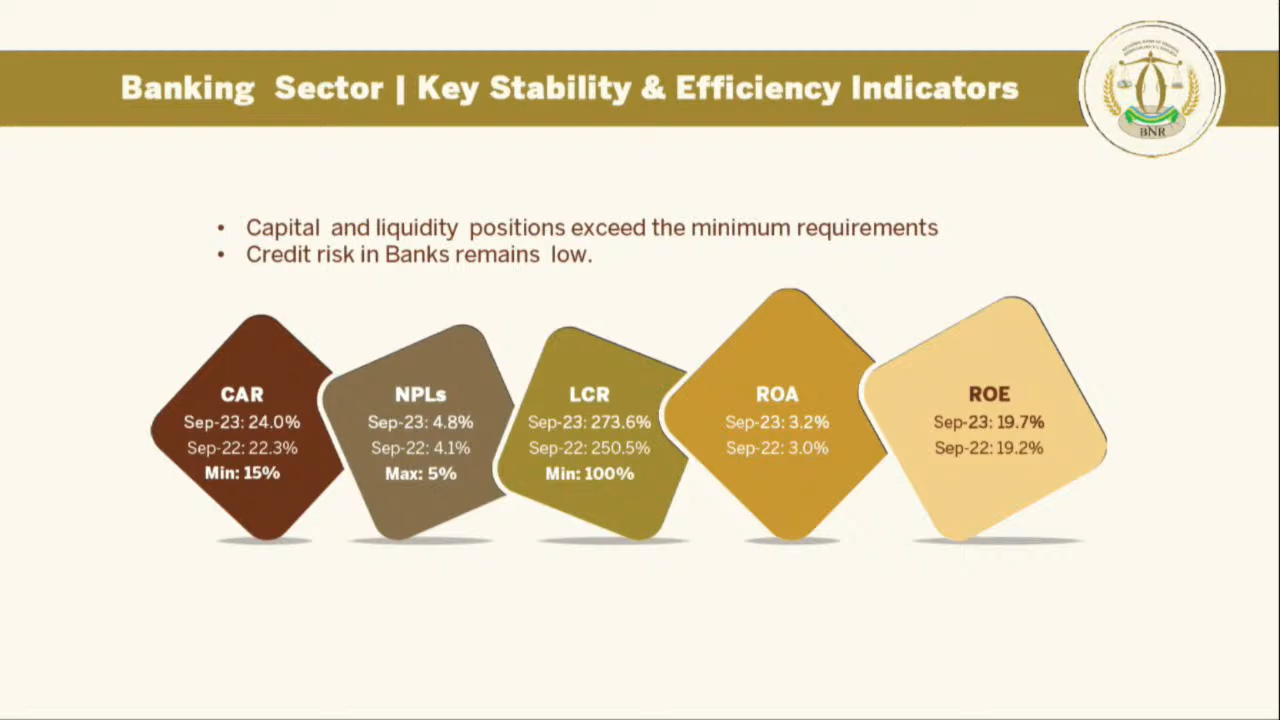 Banking Sector | Key Stability & Efficiency Indicators
BNR
• Capital and liquidity positions exceed the minimum requirements
• Credit risk in Banks remains low.
CAR
Sep-23: 24.0%
Sep-22: 22.3%
Min: 15%
NPLs
Sep-23: 4.8%
Sep-22: 4.1%
Max: 5%
LCR
Sep-23: 273.6%
Sep-22: 250.5%
Min: 100%
ROA
Sep-23: 3.2%
Sep-22: 3.0%
ROE
Sep-23: 19.7%
Sep-22: 19.2%